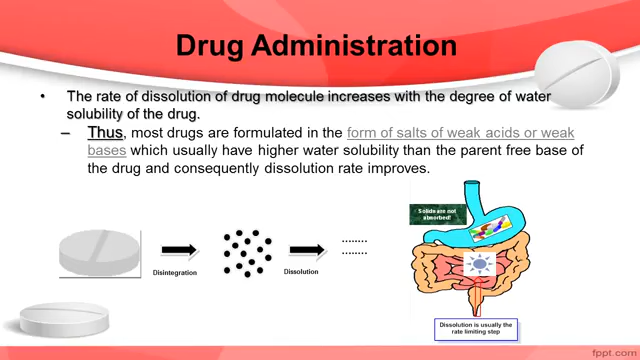 Drug Administration
• The rate of dissolution of drug molecule increases with the degree of water
solubility of the drug.
– Thus, most drugs are formulated in the form of salts of weak acids or weak
bases which usually have higher water solubility than the parent free base of
the drug and consequently dissolution rate improves.
Solids are not
absorbed!
Disintegration
Dissolution
Dissolution is usually the
rate limiting step
fppt.com